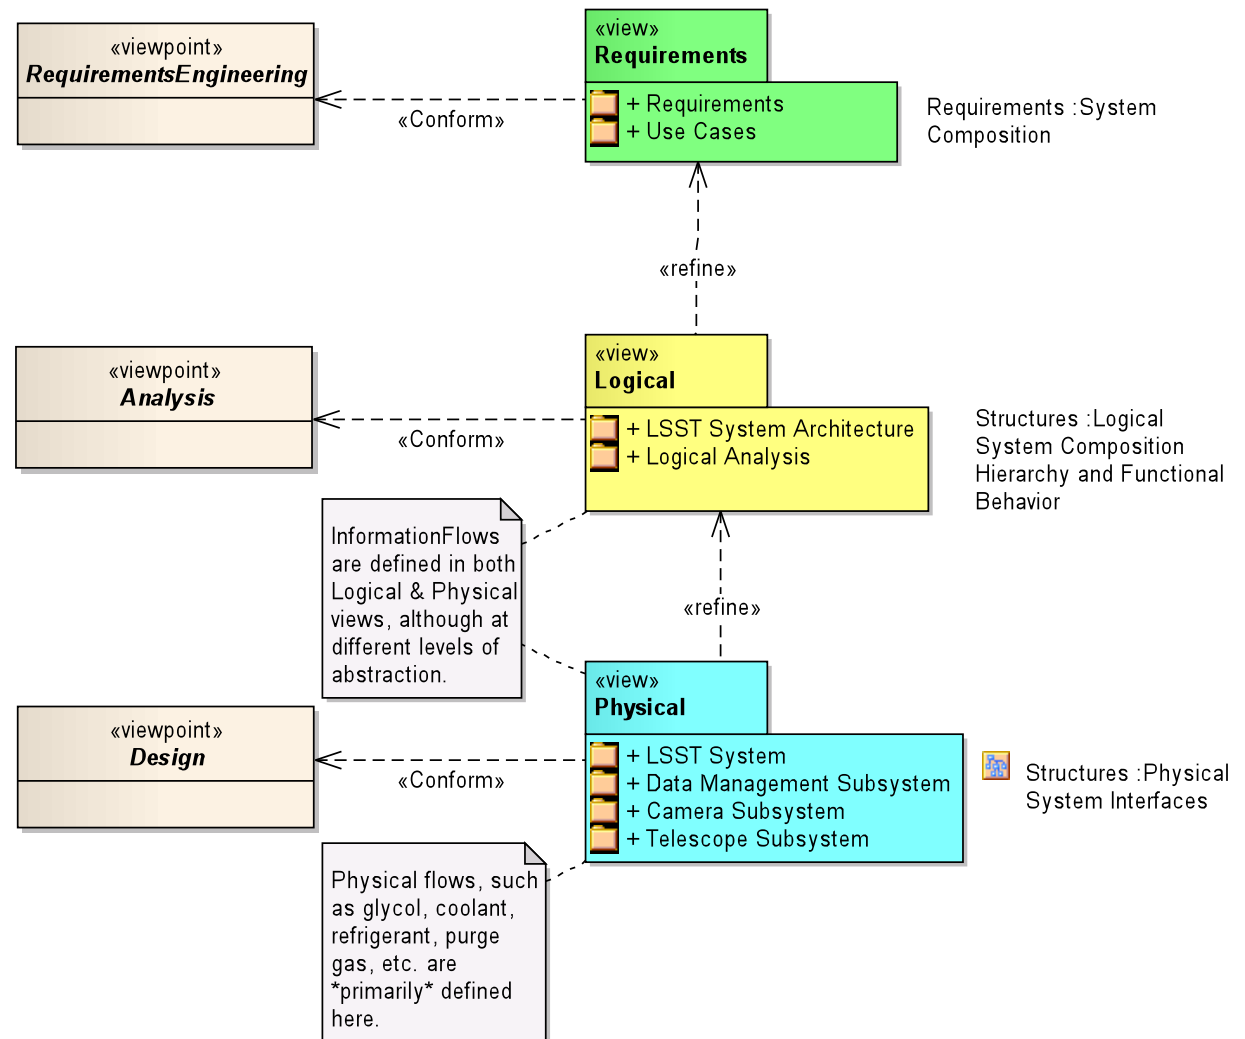 «viewpoint»
RequirementsEngineering
«Conform»
«view»
Requirements
+ Requirements
+ Use Cases
Requirements :System
Composition
«refine»
«viewpoint»
Analysis
«Conform»
«view»
Logical
+ LSST System Architecture
+ Logical Analysis
Structures :Logical
System Composition
Hierarchy and Functional
Behavior
InformationFlows
are defined in both
Logical & Physical
views, although at
different levels of
abstraction.
«refine»
«viewpoint»
Design
«Conform»
«view»
Physical
+ LSST System
+ Data Management Subsystem
+ Camera Subsystem
+ Telescope Subsystem
Structures :Physical
System Interfaces
Physical flows, such
as glycol, coolant,
refrigerant, purge
gas, etc. are
*primarily* defined
here.